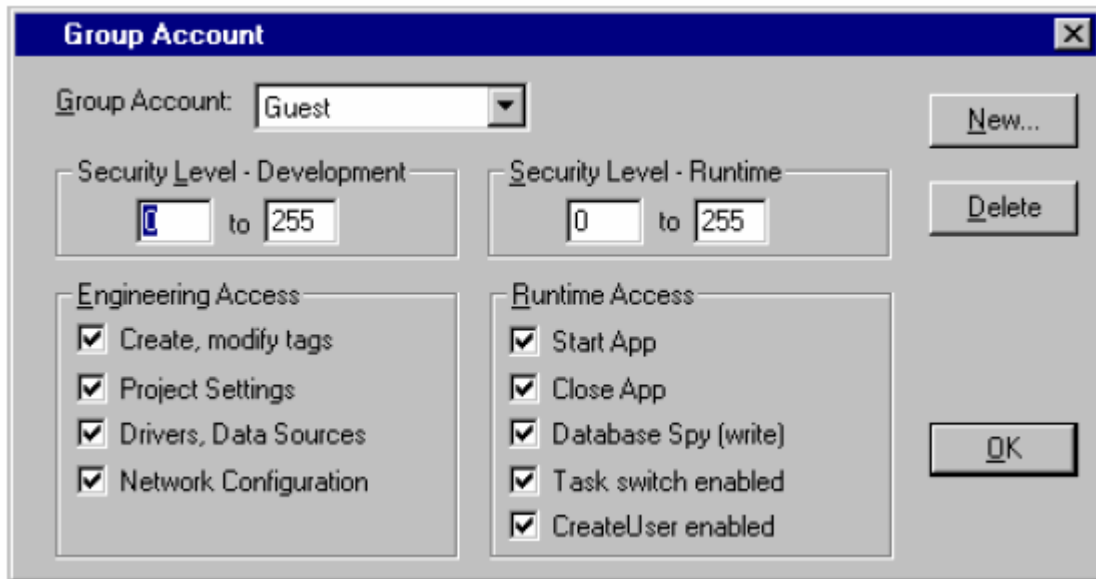 Group Account
Group Account: Guest
New...
Security Level - Development
0 to 255
Security Level - Runtime
0 to 255
Delete
Engineering Access
Create, modify tags
Project Settings
Drivers, Data Sources
Network Configuration
Runtime Access
Start App
Close App
Database Spy (write)
Task switch enabled
CreateUser enabled
OK